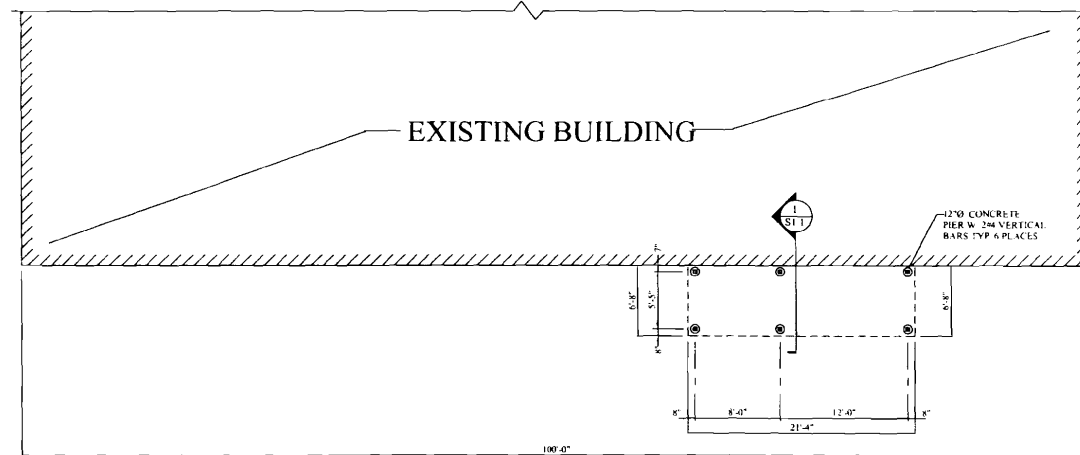 EXISTING BUILDING
1
S1.1
12"Ø CONCRETE
PIER W 2#4 VERTICAL
BARS TYP 6 PLACES
7"
6'-8"
5'-5"
8"
6'-8"
8"
8'-0"
12'-0"
8"
21'-4"
100'-0"